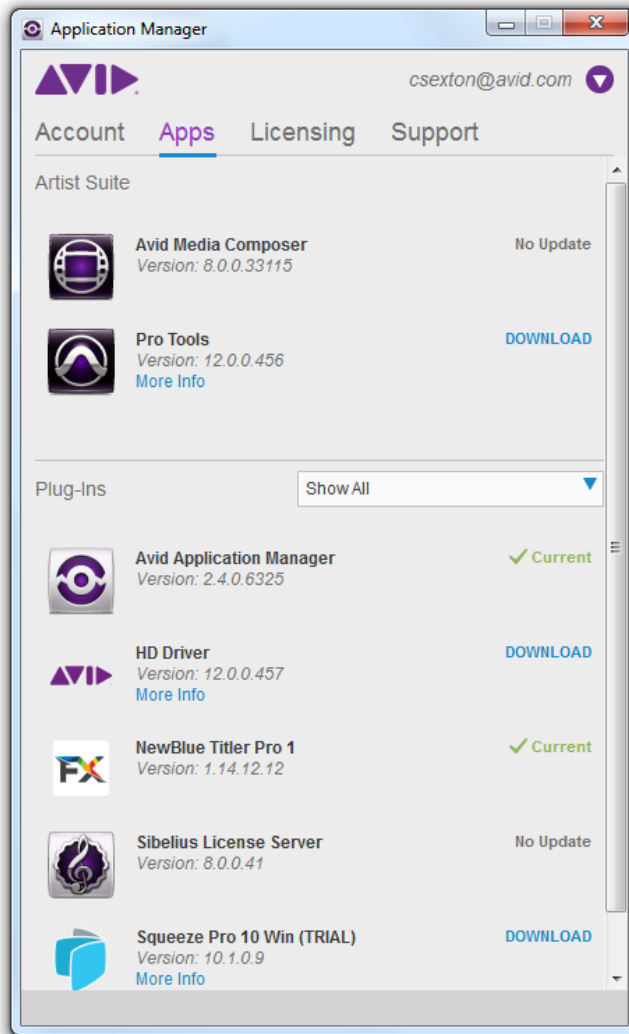 Application Manager
AVID
csexton@avid.com
Account Apps Licensing Support
Artist Suite
Avid Media Composer No Update
Version: 8.0.0.33115
Pro Tools DOWNLOAD
Version: 12.0.0.456
More Info
Plug-Ins Show All
Avid Application Manager Current
Version: 2.4.0.6325
HD Driver DOWNLOAD
AVID
Version: 12.0.0.457
More Info
NewBlue Titler Pro 1 Current
FX
Version: 1.14.12.12
Sibelius License Server No Update
Version: 8.0.0.41
Squeeze Pro 10 Win (TRIAL) DOWNLOAD
Version: 10.1.0.9
More Info